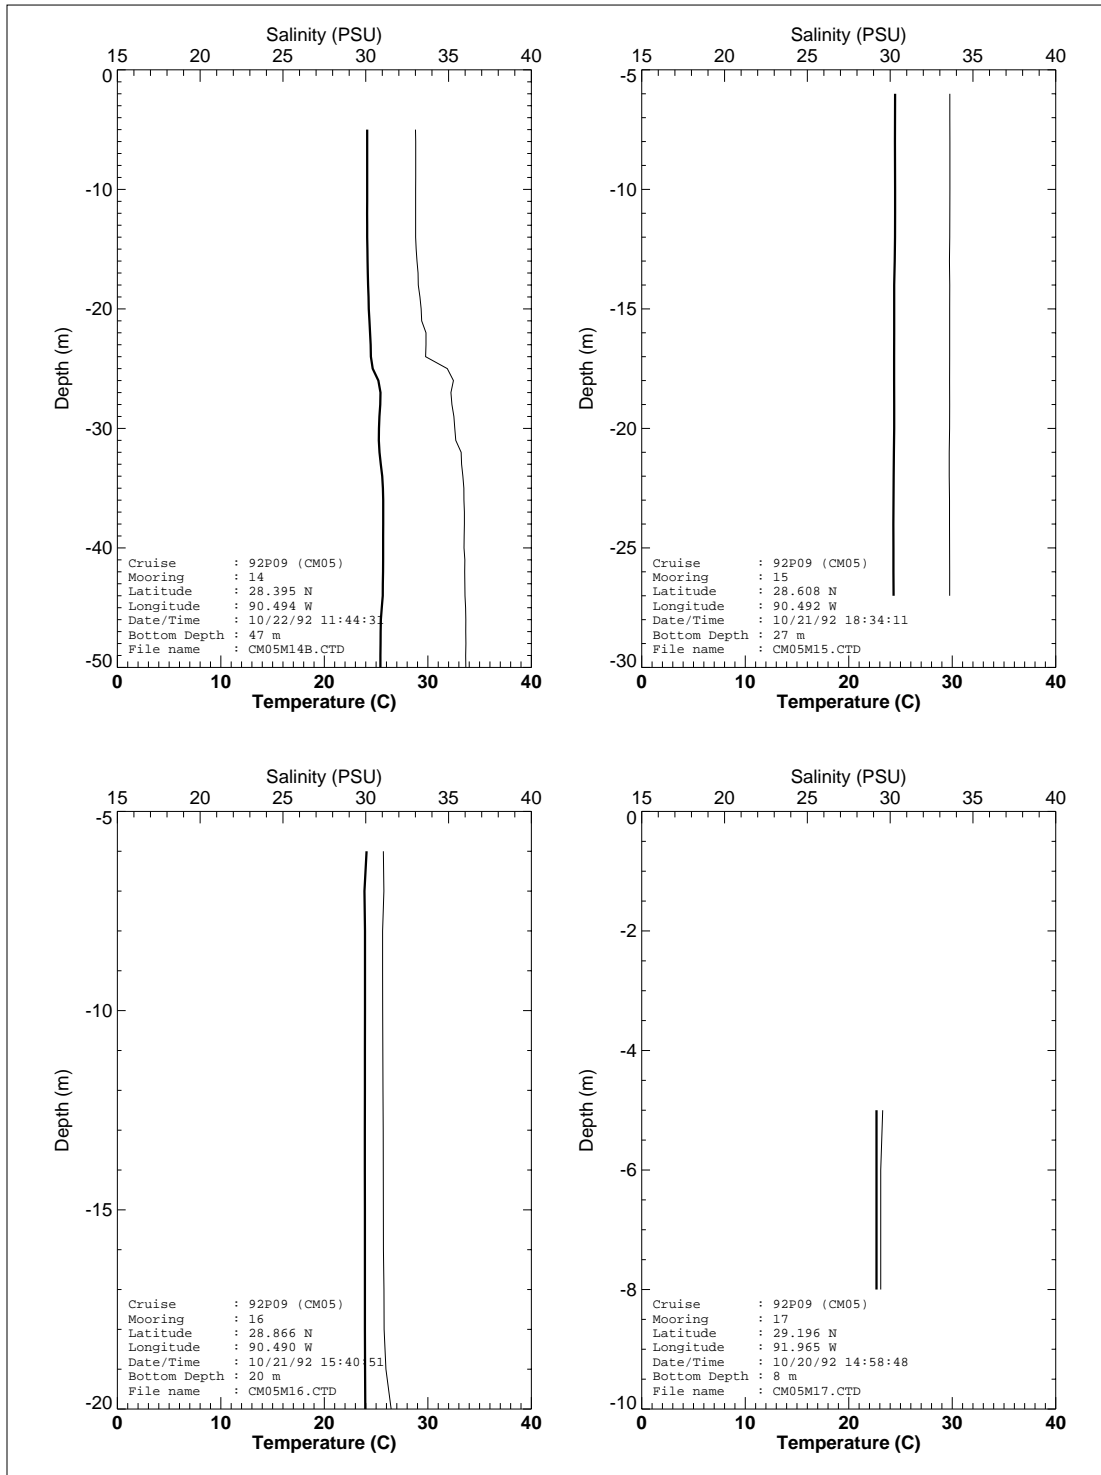 Salinity (PSU)
15 20 25 30 35 40
0
-10
-20
-30
-40
-50
Depth (m)
Cruise : 92P09 (CM05)
Mooring : 14
Latitude : 28.395 N
Longitude : 90.494 W
Date/Time : 10/22/92 11:44:31
Bottom Depth : 47 m
File name : CM05M14B.CTD
0 10 20 30 40
Temperature (C)
Salinity (PSU)
15 20 25 30 35 40
-5
-10
-15
-20
-25
-30
Depth (m)
Cruise : 92P09 (CM05)
Mooring : 15
Latitude : 28.608 N
Longitude : 90.492 W
Date/Time : 10/21/92 18:34:11
Bottom Depth : 27 m
File name : CM05M15.CTD
0 10 20 30 40
Temperature (C)
Salinity (PSU)
15 20 25 30 35 40
-5
-10
-15
-20
Depth (m)
Cruise : 92P09 (CM05)
Mooring : 16
Latitude : 28.866 N
Longitude : 90.490 W
Date/Time : 10/21/92 15:40:51
Bottom Depth : 20 m
File name : CM05M16.CTD
0 10 20 30 40
Temperature (C)
Salinity (PSU)
15 20 25 30 35 40
0
-2
-4
-6
-8
-10
Depth (m)
Cruise : 92P09 (CM05)
Mooring : 17
Latitude : 29.196 N
Longitude : 91.965 W
Date/Time : 10/20/92 14:58:48
Bottom Depth : 8 m
File name : CM05M17.CTD
0 10 20 30 40
Temperature (C)